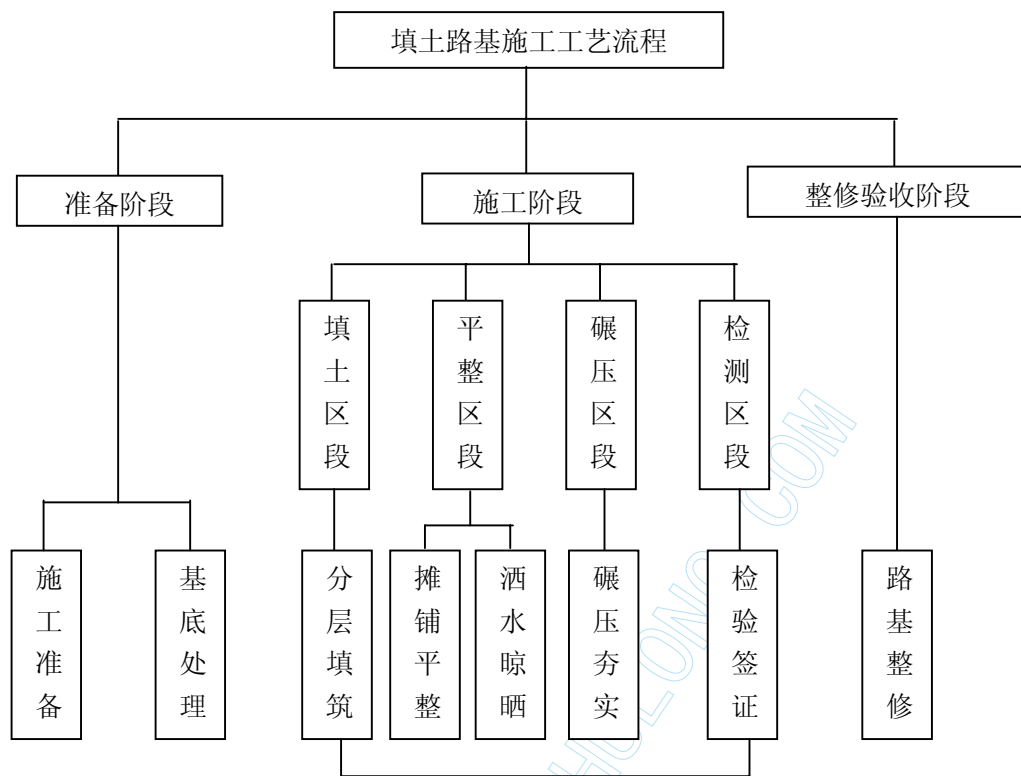 填土路基施工工艺流程
准备阶段
施工阶段
整修验收阶段
填土区段
平整区段
碾压区段
检测区段
施工准备
基底处理
分层填筑
摊铺平整
洒水晾晒
碾压夯实
检验签证
路基整修